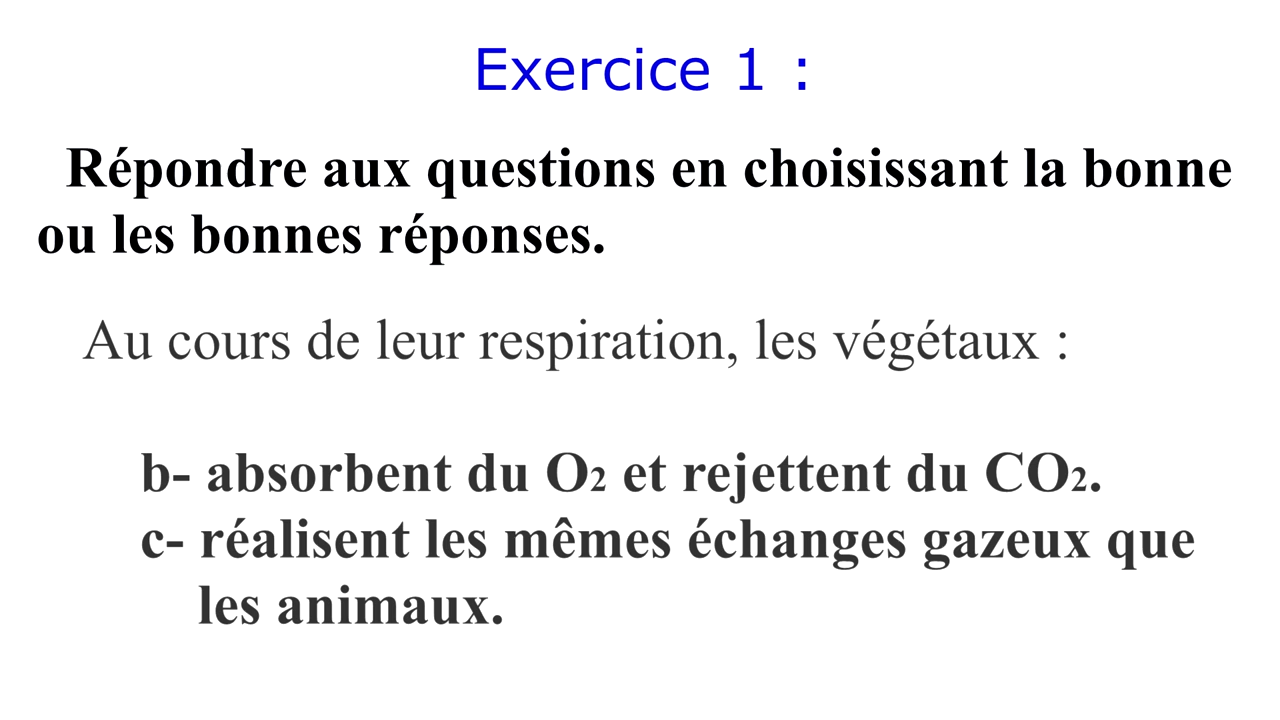 Exercice 1 :
Répondre aux questions en choisissant la bonne
ou les bonnes réponses.
Au cours de leur respiration, les végétaux :
b- absorbent du O₂ et rejettent du CO₂.
c- réalisent les mêmes échanges gazeux que
les animaux.